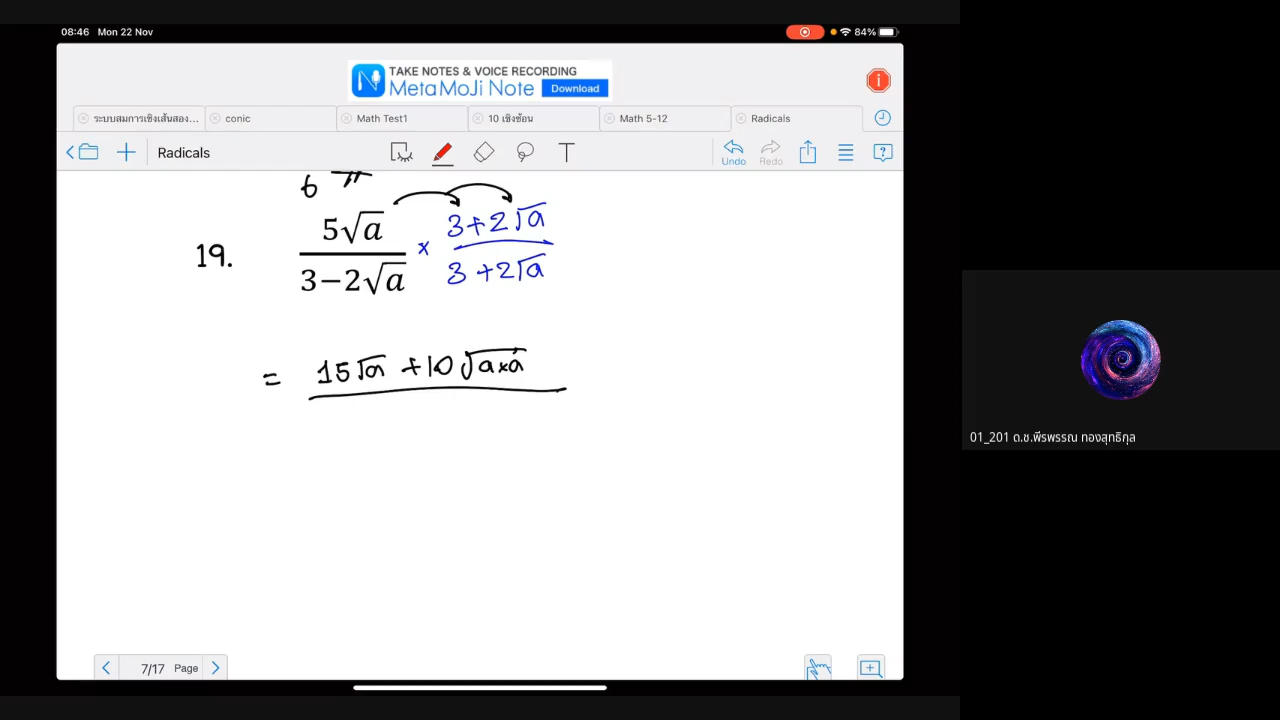 08:46 Mon 22 Nov 84%
TAKE NOTES & VOICE RECORDING
MetaMoJi Note Download
ระบบสมการเชิงเส้นสอง... conic Math Test1 10 เชิงซ้อน Math 5-12 Radicals
Radicals T Undo Redo
6
19. 5√a / 3−2√a × 3+2√a / 3+2√a
= 15√a +10√a×a
01_201 ด.ช.พีรพรรณ ทองสุทธิกุล
7/17 Page